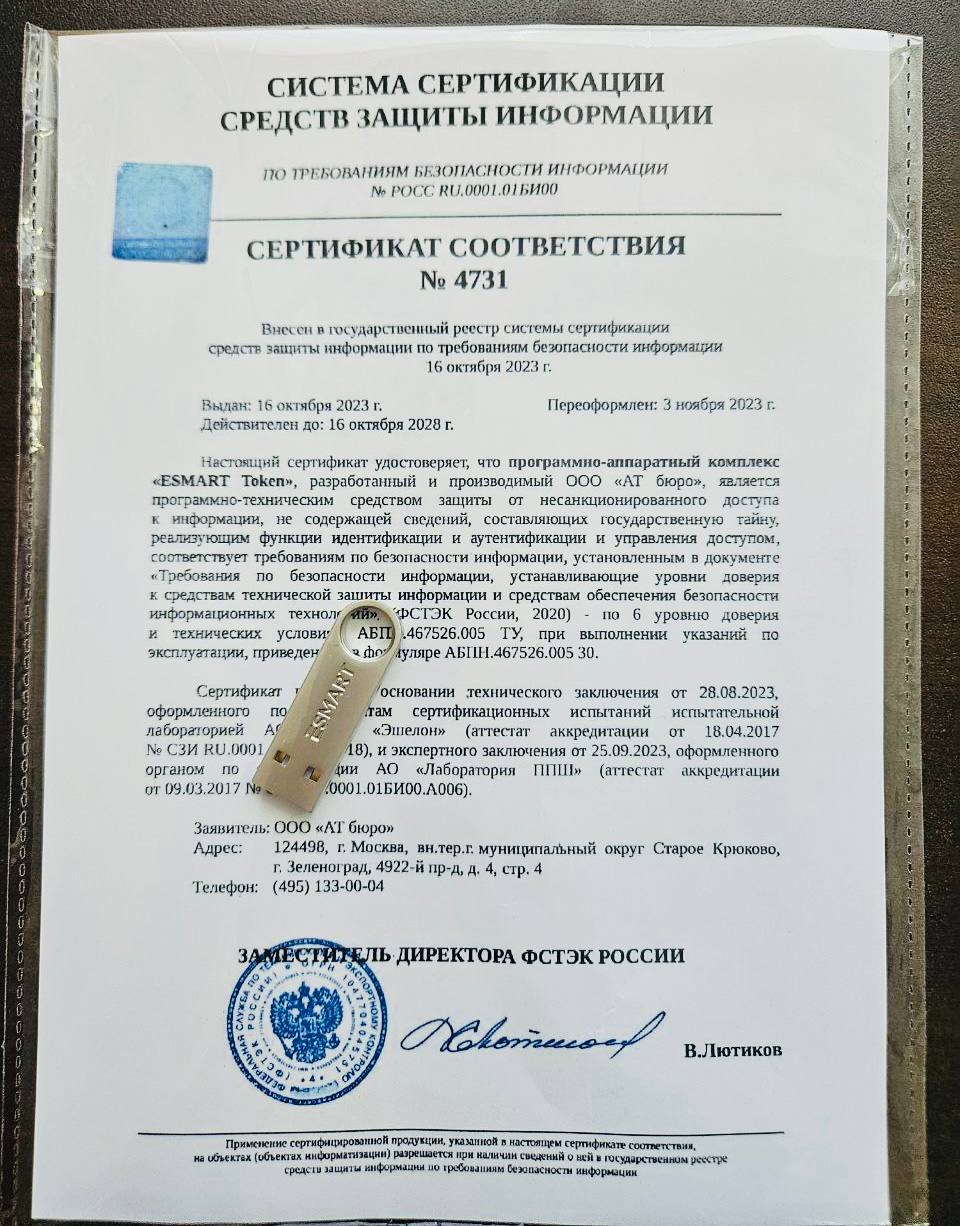 СИСТЕМА СЕРТИФИКАЦИИ
СРЕДСТВ ЗАЩИТЫ ИНФОРМАЦИИ
ПО ТРЕБОВАНИЯМ БЕЗОПАСНОСТИ ИНФОРМАЦИИ
№ РОСС RU.0001.01БИ00
СЕРТИФИКАТ СООТВЕТСТВИЯ
№ 4731
Внесен в государственный реестр системы сертификации
средств защиты информации по требованиям безопасности информации
16 октября 2023 г.
Выдан: 16 октября 2023 г. Переоформлен: 3 ноября 2023 г.
Действителен до: 16 октября 2028 г.
Настоящий сертификат удостоверяет, что программно-аппаратный комплекс
«ESMART Token», разработанный и производимый ООО «АТ бюро», является
программно-техническим средством защиты от несанкционированного доступа
к информации, не содержащей сведений, составляющих государственную тайну,
реализующим функции идентификации и аутентификации и управления доступом,
соответствует требованиям по безопасности информации, установленным в документе
«Требования по безопасности информации, устанавливающие уровни доверия
к средствам технической защиты информации и средствам обеспечения безопасности
информационных (ФСТЭК России, 2020) - по 6 уровню доверия
и технических АБПН.467526.005 ТУ, при выполнении указаний по
эксплуатации, в формуляре АБПН.467526.005 30.
Сертификат основании технического заключения от 28.08.2023,
оформленного по сертификационных испытаний испытательной
лабораторией «Эшелон» (аттестат аккредитации от 18.04.2017
№ СЗИ RU.0001 18), и экспертного заключения от 25.09.2023, оформленного
органом по АО «Лаборатория ППШ» (аттестат аккредитации
от 09.03.2017 № .0001.01БИ00.А006).
ESMART
Заявитель: ООО «АТ бюро»
Адрес: 124498, г. Москва, вн.тер.г. муниципальный округ Старое Крюково,
г. Зеленоград, 4922-й пр-д, д. 4, стр. 4
Телефон: (495) 133-00-04
ЗАМЕСТИТЕЛЬ ДИРЕКТОРА ФСТЭК РОССИИ
В.Лютиков
Применение сертифицированной продукции, указанной в настоящем сертификате соответствия,
на объектах (объектах информатизации) разрешается при наличии сведений о ней в государственном реестре
средств защиты информации по требованиям безопасности информации